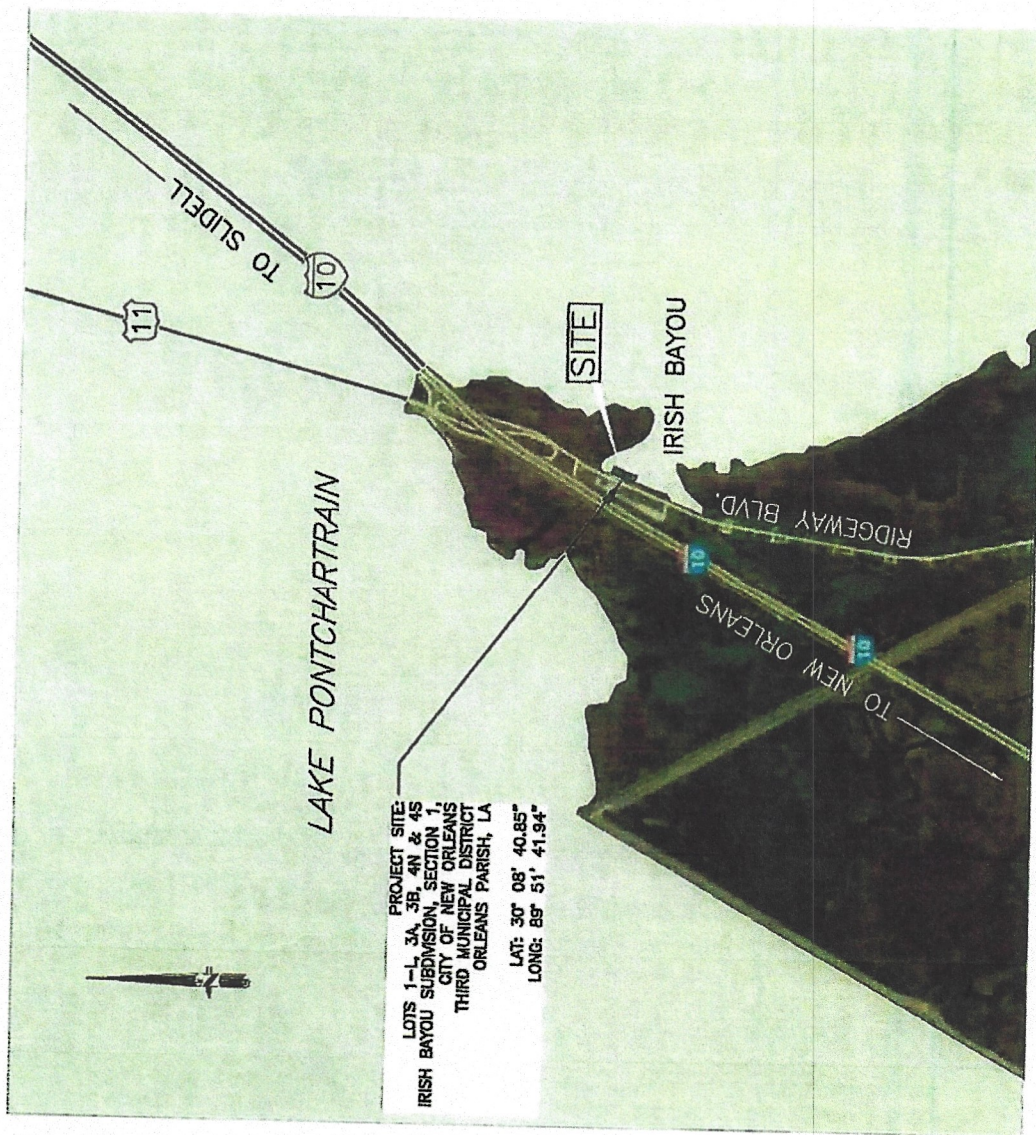 11
TO SLIDELL
10
LAKE PONTCHARTRAIN
SITE
IRISH BAYOU
RIDGEWAY BLVD.
10
TO NEW ORLEANS
10
PROJECT SITE:
LOTS 1-L, 3A, 3B, 4N & 4S
IRISH BAYOU SUBDIVISION, SECTION 1,
CITY OF NEW ORLEANS
THIRD MUNICIPAL DISTRICT
ORLEANS PARISH, LA
LAT: 30° 08' 40.85"
LONG: 89° 51' 41.94"
N